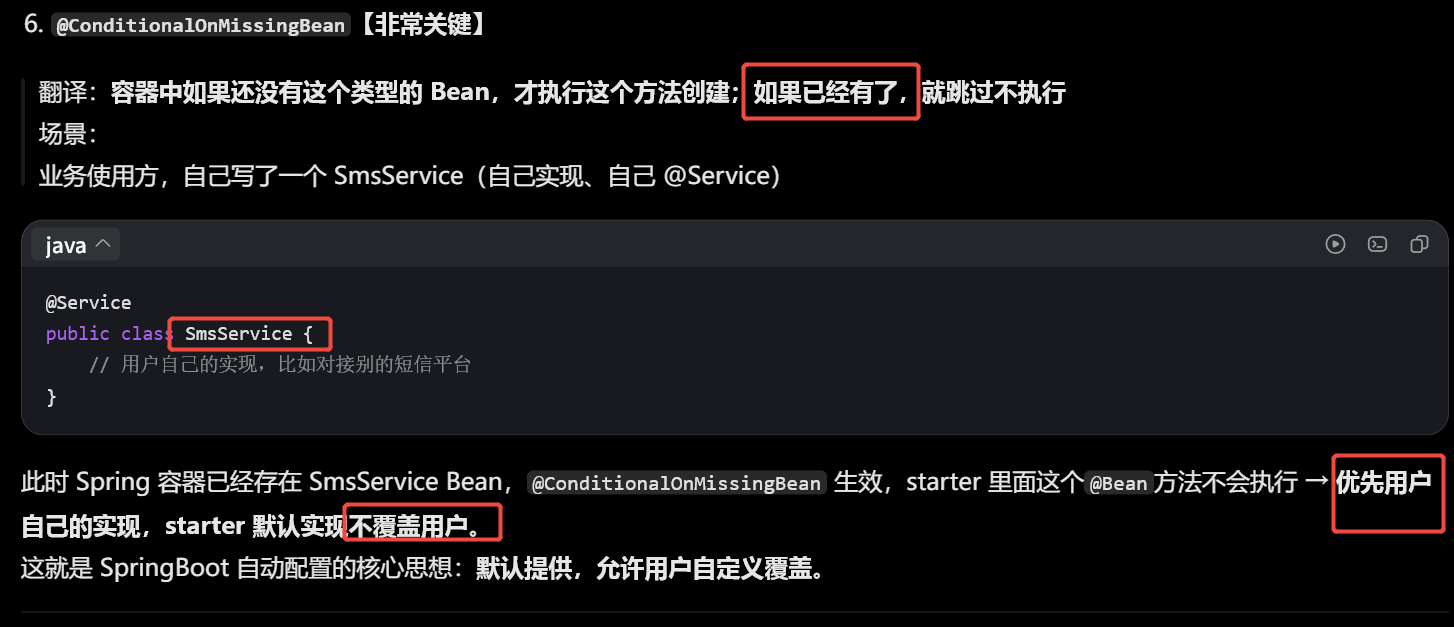 6. @ConditionalOnMissingBean【非常关键】
翻译：容器中如果还没有这个类型的 Bean，才执行这个方法创建；如果已经有了，就跳过不执行
场景：
业务使用方，自己写了一个 SmsService（自己实现、自己 @Service）
java
@Service
public class SmsService {
// 用户自己的实现，比如对接别的短信平台
}
此时 Spring 容器已经存在 SmsService Bean，@ConditionalOnMissingBean 生效，starter 里面这个@Bean方法不会执行 → 优先用户
自己的实现，starter 默认实现不覆盖用户。
这就是 SpringBoot 自动配置的核心思想：默认提供，允许用户自定义覆盖。